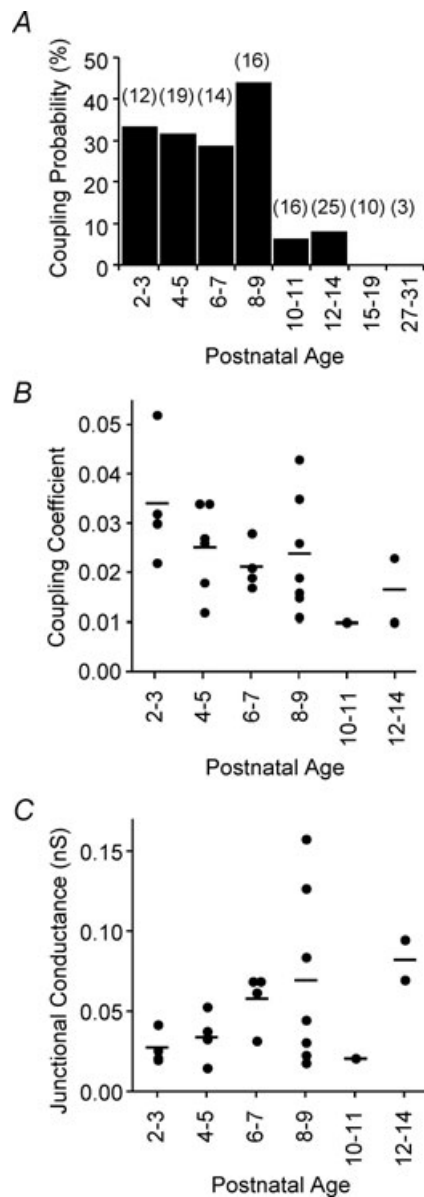 A
Coupling Probability (%)
50
40
30
20
10
0
(12) (19) (14) (16) (16) (25) (10) (3)
2-3 4-5 6-7 8-9 10-11 12-14 15-19 27-31
Postnatal Age
B
Coupling Coefficient
0.05
0.04
0.03
0.02
0.01
0.00
2-3 4-5 6-7 8-9 10-11 12-14
Postnatal Age
C
Junctional Conductance (nS)
0.15
0.10
0.05
0.00
2-3 4-5 6-7 8-9 10-11 12-14
Postnatal Age